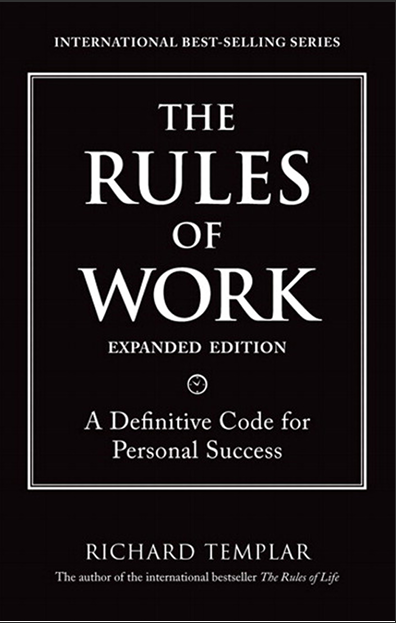 INTERNATIONAL BEST-SELLING SERIES
THE
RULES
OF
WORK
EXPANDED EDITION
A Definitive Code for
Personal Success
RICHARD TEMPLAR
The author of the international bestseller The Rules of Life